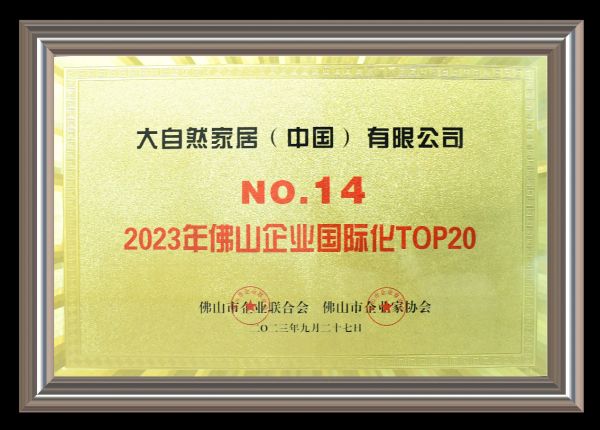 大自然家居（中国）有限公司
NO.14
2023年佛山企业国际化TOP20
佛山市企业联合会 佛山市企业家协会
二〇二三年九月二十七日